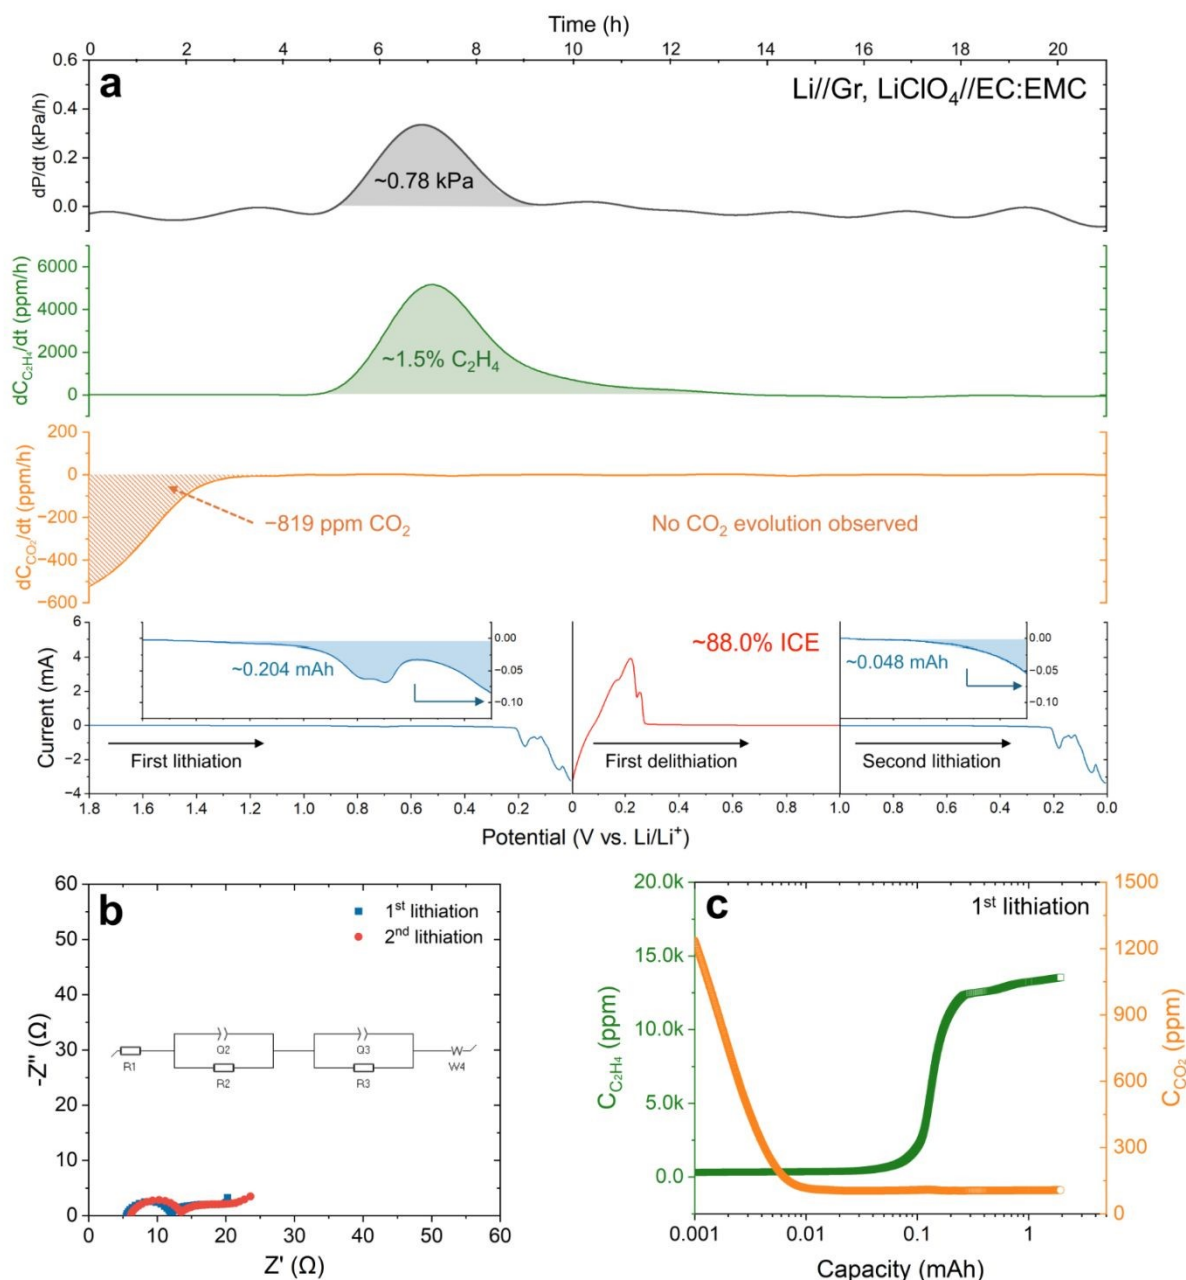 Time (h)
0 2 4 6 8 10 12 14 16 18 20
a
Li//Gr, LiClO₄//EC:EMC
0.6
0.4
0.2
0.0
dP/dt (kPa/h)
~0.78 kPa
6000
4000
2000
0
dC_C₂H₄/dt (ppm/h)
~1.5% C₂H₄
200
0
−200
−400
−600
dC_CO₂/dt (ppm/h)
~819 ppm CO₂
No CO₂ evolution observed
6
4
2
0
−2
−4
Current (mA)
~0.204 mAh
0.00
−0.05
−0.10
~88.0% ICE
~0.048 mAh
0.00
−0.05
−0.10
First lithiation
First delithiation
Second lithiation
1.8 1.6 1.4 1.2 1.0 0.8 0.6 0.4 0.2 0 0.2 0.4 0.6 0.8 1.0 0.8 0.6 0.4 0.2 0.0
Potential (V vs. Li/Li⁺)
b
60
50
40
30
20
10
0
-Z'' (Ω)
1ˢᵗ lithiation
2ⁿᵈ lithiation
R1
Q2
R2
Q3
R3
W
W4
0 10 20 30 40 50 60
Z' (Ω)
c
1ˢᵗ lithiation
20.0k
15.0k
10.0k
5.0k
0.0
C_C₂H₄ (ppm)
1500
1200
900
600
300
0
C_CO₂ (ppm)
0.001 0.01 0.1 1
Capacity (mAh)